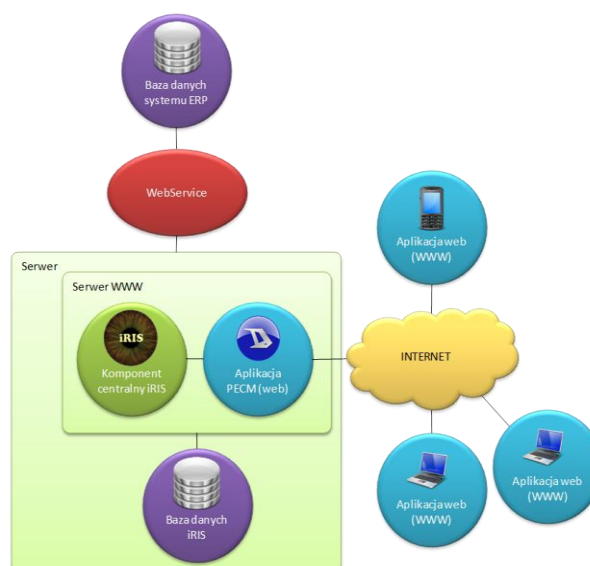 Baza danych
systemu ERP
WebService
Aplikacja web
(WWW)
Serwer
Serwer WWW
iRIS
Komponent
centralny iRIS
Aplikacja
PECM (web)
INTERNET
Baza danych
iRIS
Aplikacja web
(WWW)
Aplikacja web
(WWW)